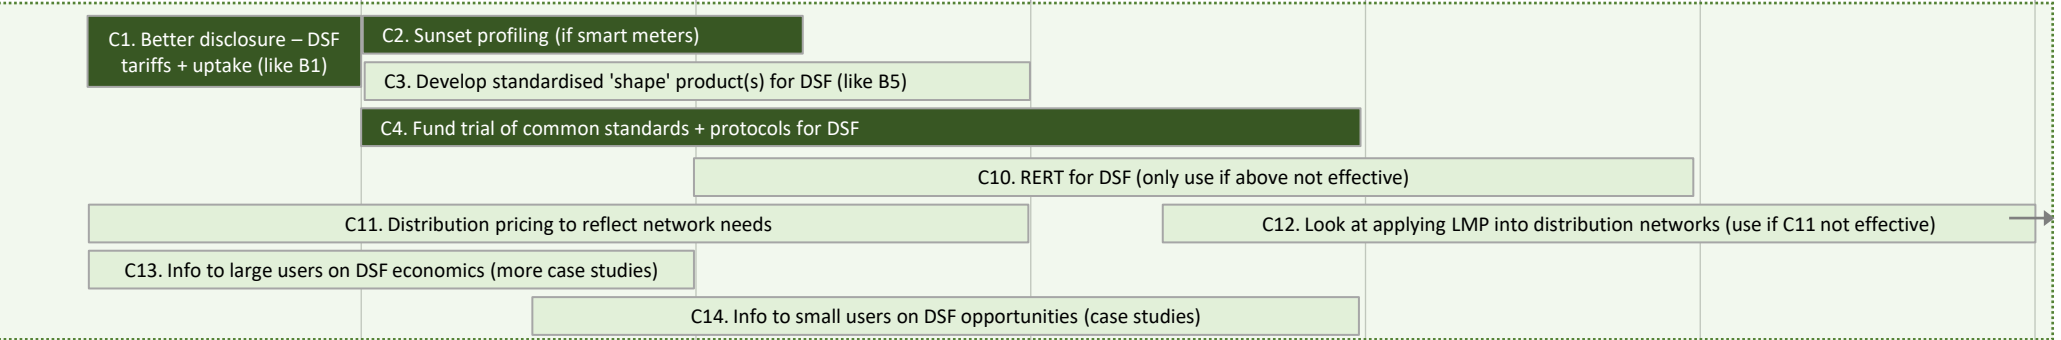 C1. Better disclosure – DSF
tariffs + uptake (like B1)
C2. Sunset profiling (if smart meters)
C3. Develop standardised 'shape' product(s) for DSF (like B5)
C4. Fund trial of common standards + protocols for DSF
C10. RERT for DSF (only use if above not effective)
C11. Distribution pricing to reflect network needs
C12. Look at applying LMP into distribution networks (use if C11 not effective)
C13. Info to large users on DSF economics (more case studies)
C14. Info to small users on DSF opportunities (case studies)